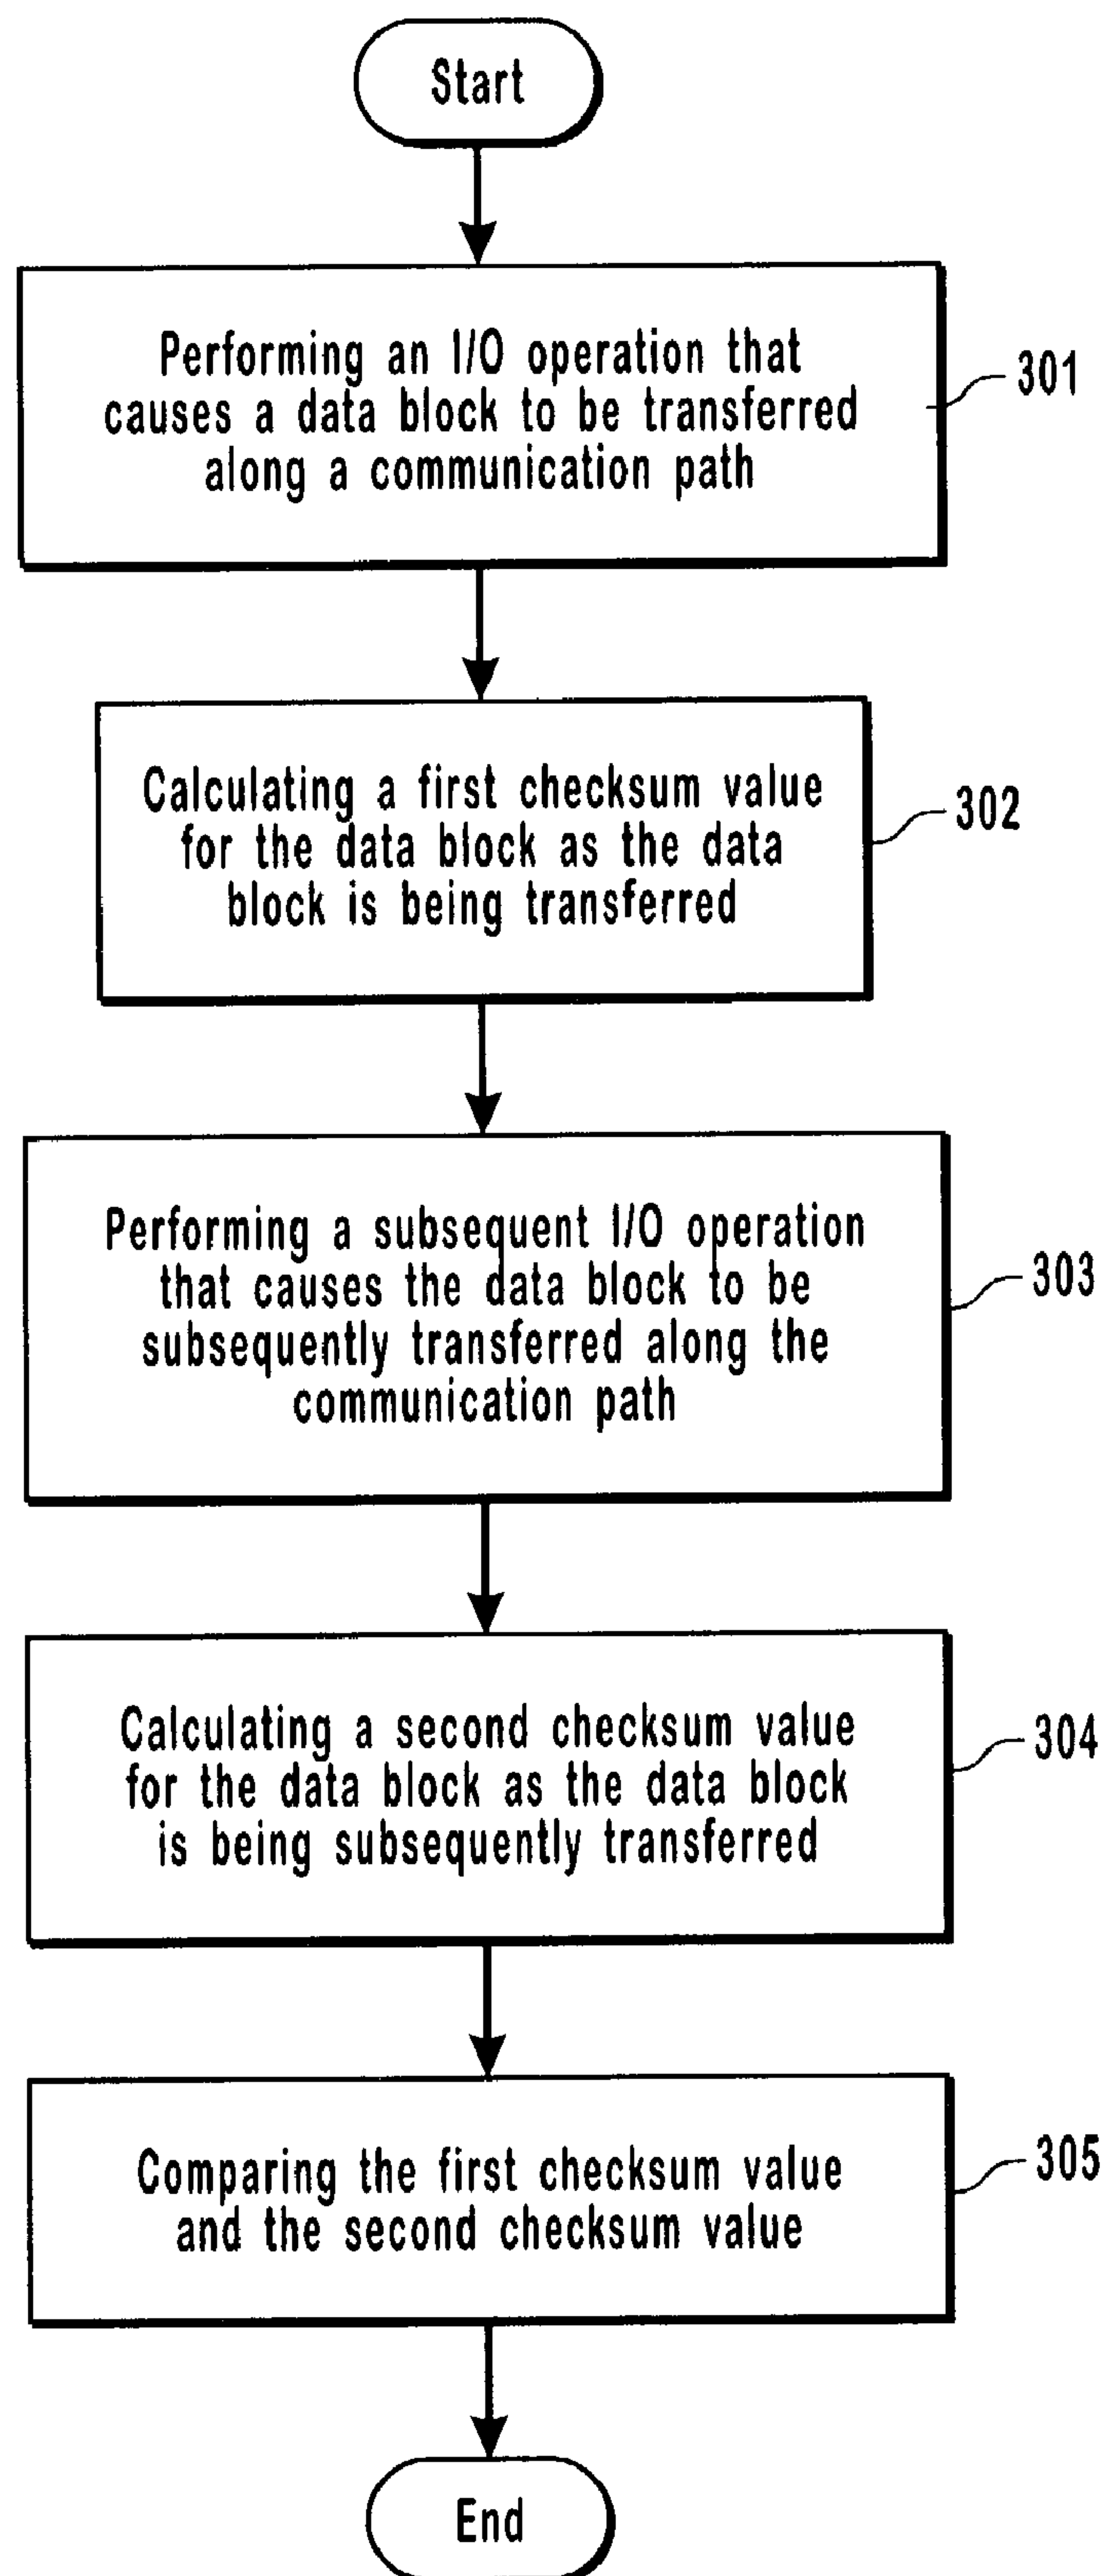 Start
Performing an I/O operation that
causes a data block to be transferred
along a communication path
301
Calculating a first checksum value
for the data block as the data
block is being transferred
302
Performing a subsequent I/O operation
that causes the data block to be
subsequently transferred along the
communication path
303
Calculating a second checksum value
for the data block as the data block
is being subsequently transferred
304
Comparing the first checksum value
and the second checksum value
305
End